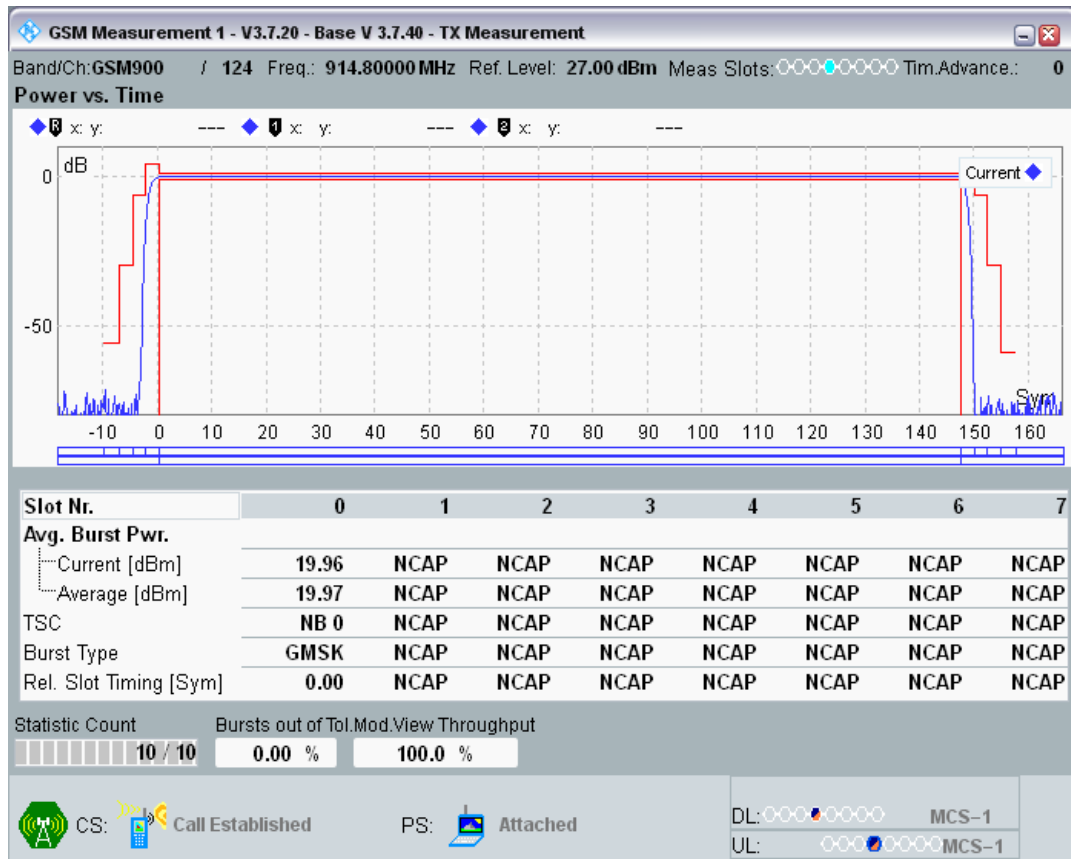 GSM Measurement 1 - V3.7.20 - Base V 3.7.40 - TX Measurement
Band/Ch:GSM900 / 124 Freq.: 914.80000 MHz Ref. Level: 27.00 dBm Meas Slots: Tim.Advance.: 0
Power vs. Time
R x: y: --- 1 x: y: --- 2 x: y: ---
dB
0
Current
-50
Sym
-10 0 10 20 30 40 50 60 70 80 90 100 110 120 130 140 150 160
Slot Nr. 0 1 2 3 4 5 6 7
Avg. Burst Pwr.
Current [dBm] 19.96 NCAP NCAP NCAP NCAP NCAP NCAP NCAP
Average [dBm] 19.97 NCAP NCAP NCAP NCAP NCAP NCAP NCAP
TSC NB 0 NCAP NCAP NCAP NCAP NCAP NCAP NCAP
Burst Type GMSK NCAP NCAP NCAP NCAP NCAP NCAP NCAP
Rel. Slot Timing [Sym] 0.00 NCAP NCAP NCAP NCAP NCAP NCAP NCAP
Statistic Count Bursts out of Tol. Mod.View Throughput
10 / 10 0.00 % 100.0 %
CS: Call Established PS: Attached
DL: MCS-1
UL: MCS-1